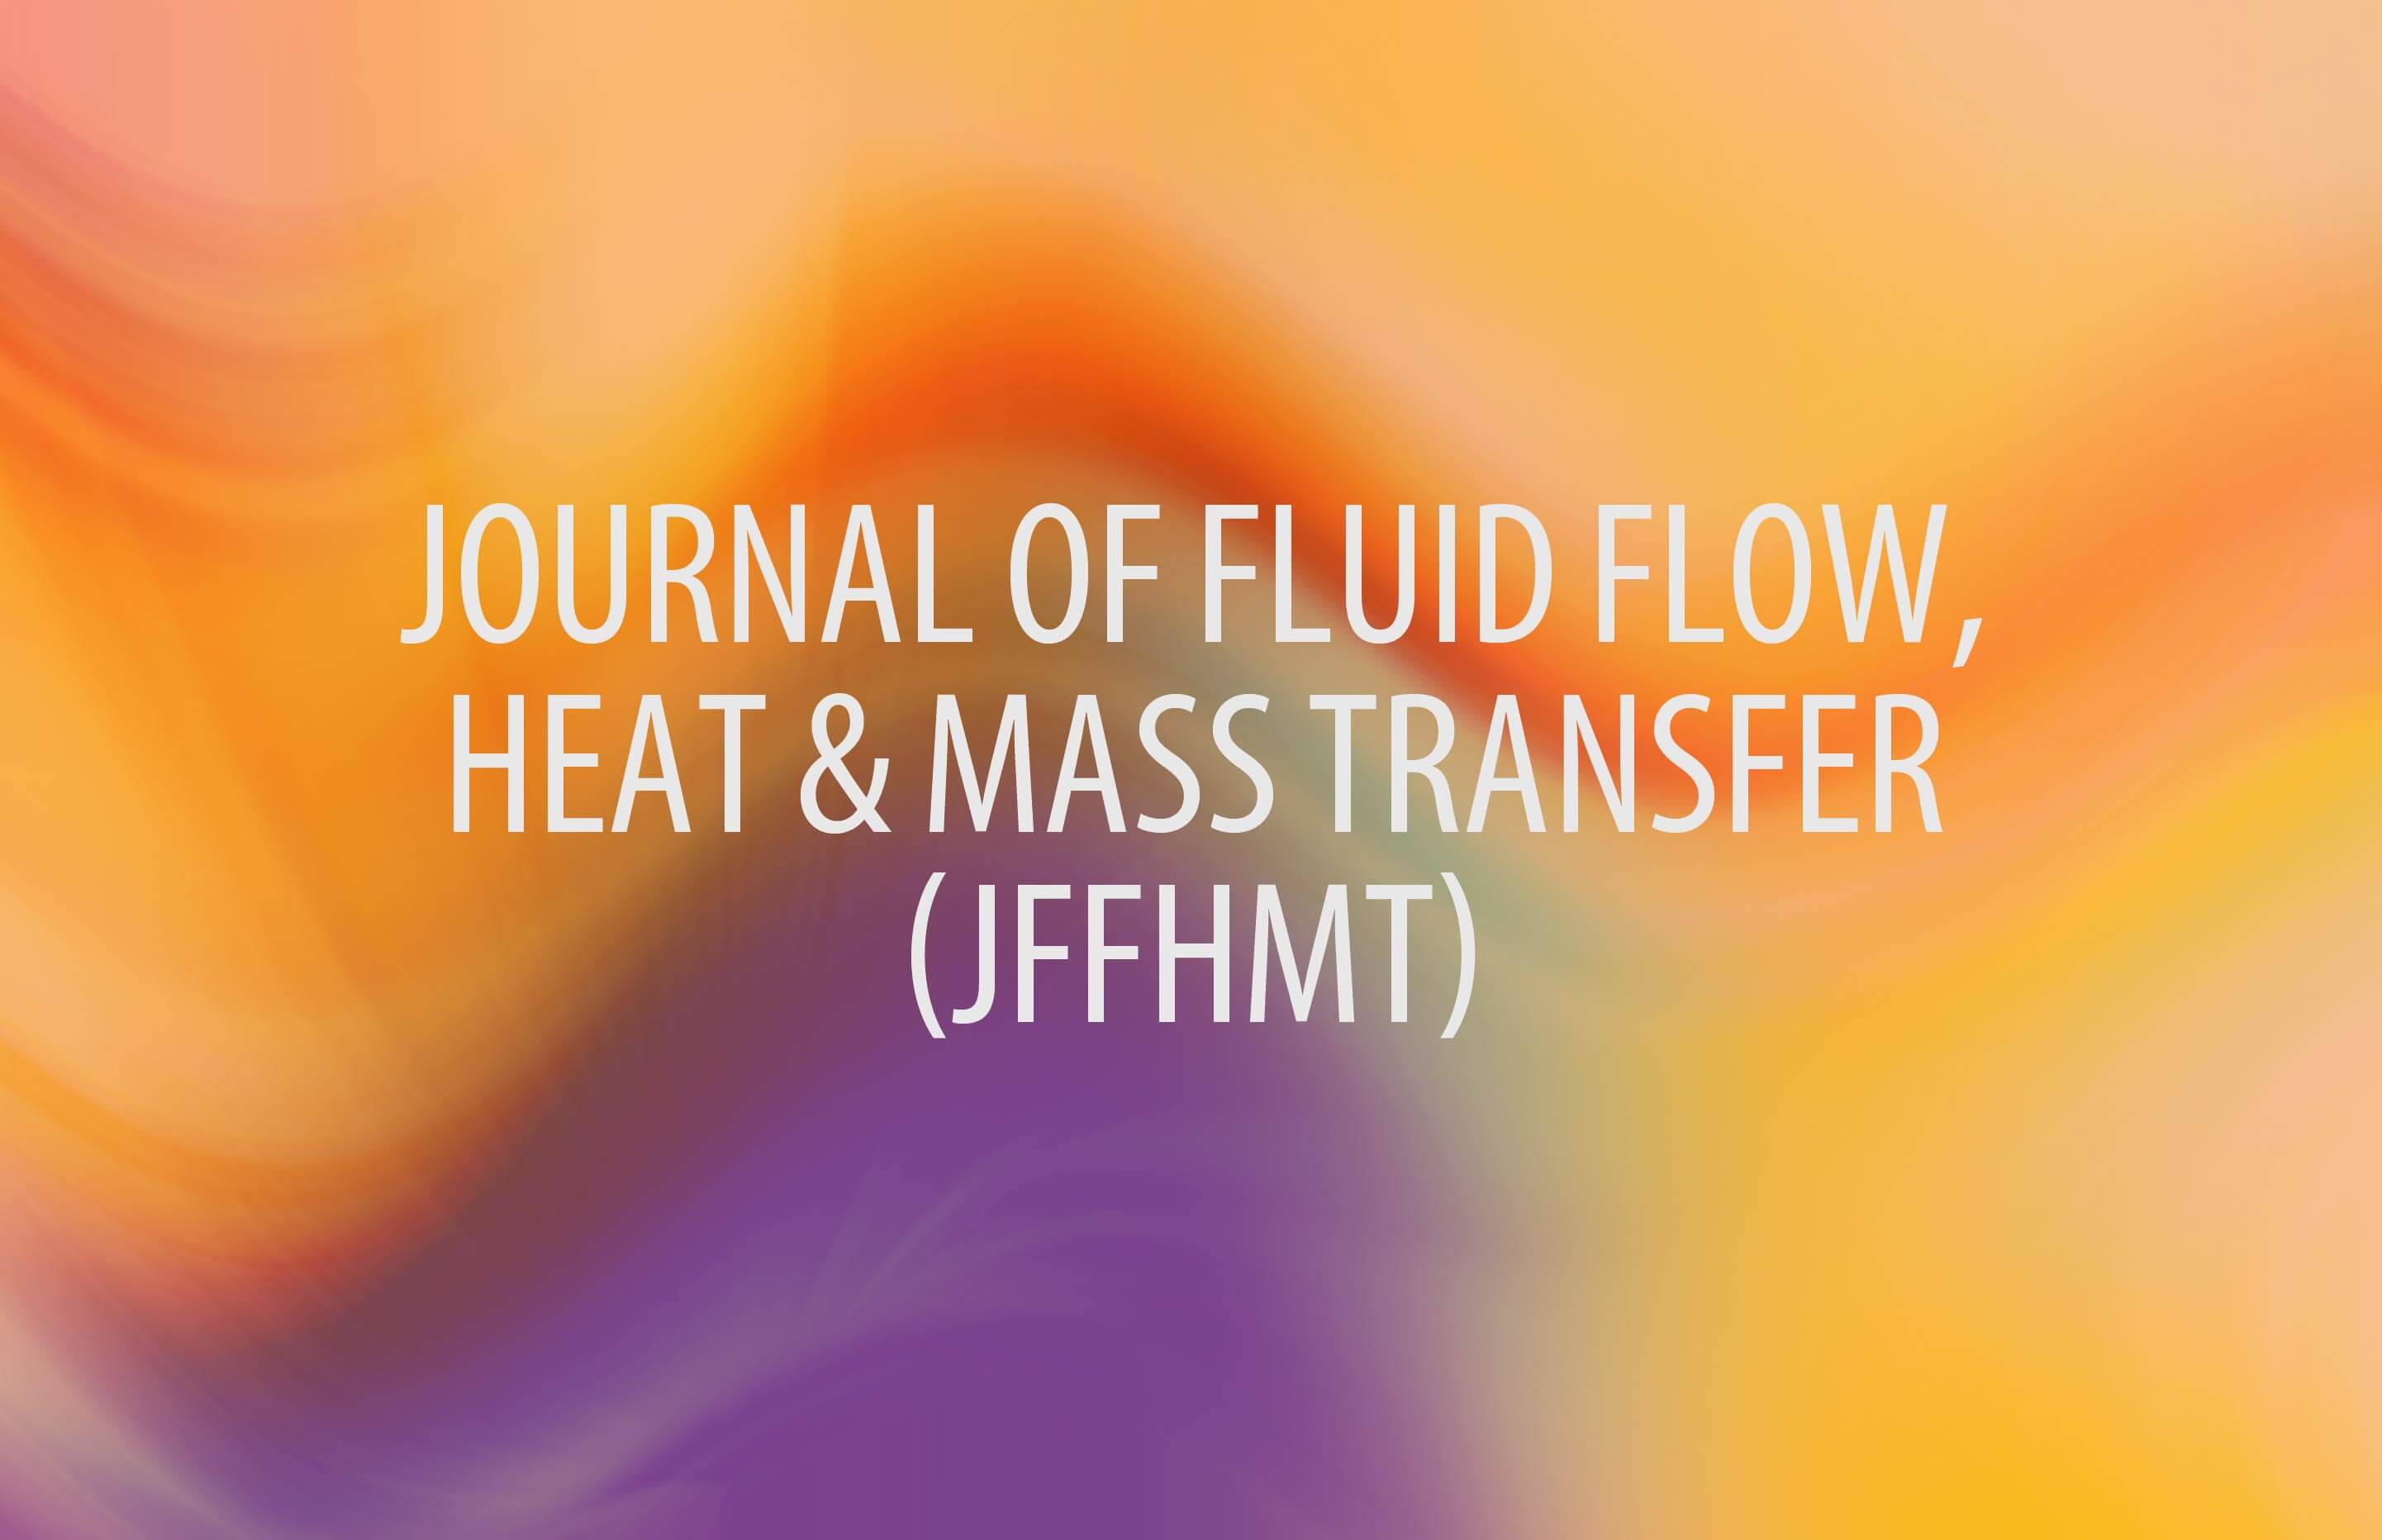 JOURNAL OF FLUID FLOW,
HEAT & MASS TRANSFER
(JFFHMT)